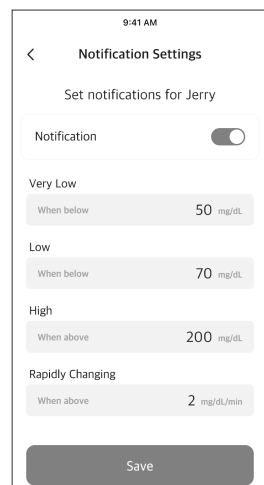 9:41 AM
Notification Settings
Set notifications for Jerry
Notification
Very Low
When below 50 mg/dL
Low
When below 70 mg/dL
High
When above 200 mg/dL
Rapidly Changing
When above 2 mg/dL/min
Save